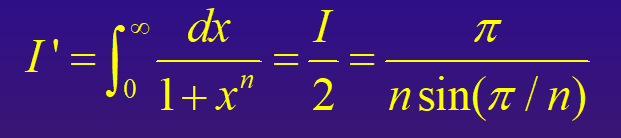 I' = ∫₀^∞ dx/(1+xⁿ) = I/2 = π/(n sin(π / n))